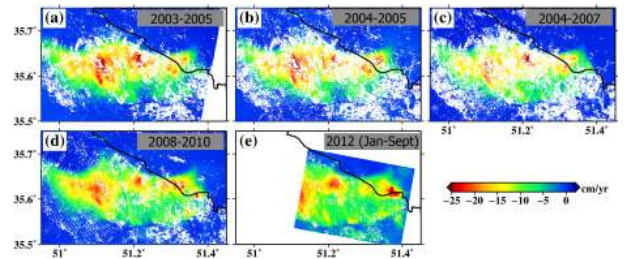 (a) 2003-2005
(b) 2004-2005
(c) 2004-2007
35.75°
35.6°
35.5°
51° 51.2° 51.4°
(d) 2008-2010
(e) 2012 (Jan-Sept)
35.75°
35.6°
35.5°
51° 51.2° 51.4°
51° 51.2° 51.4°
cm/yr
−25 −20 −15 −10 −5 0